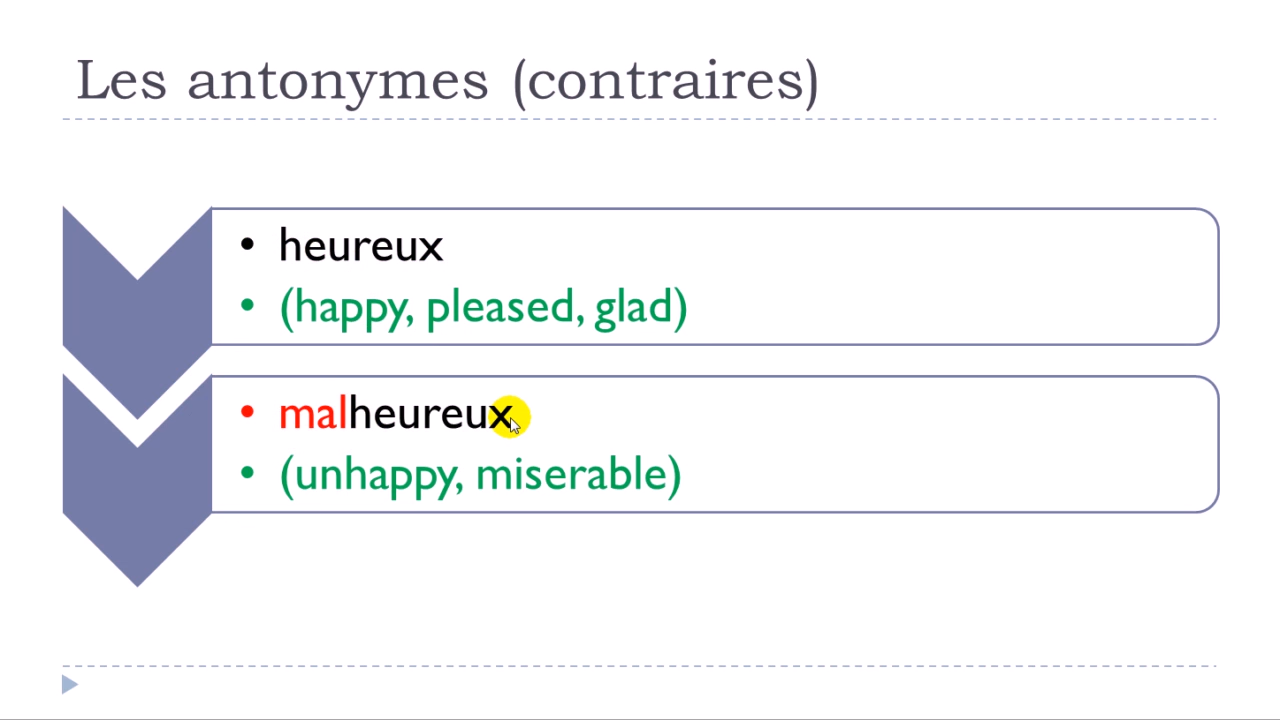 Les antonymes (contraires)
• heureux
• (happy, pleased, glad)
• malheureux
• (unhappy, miserable)